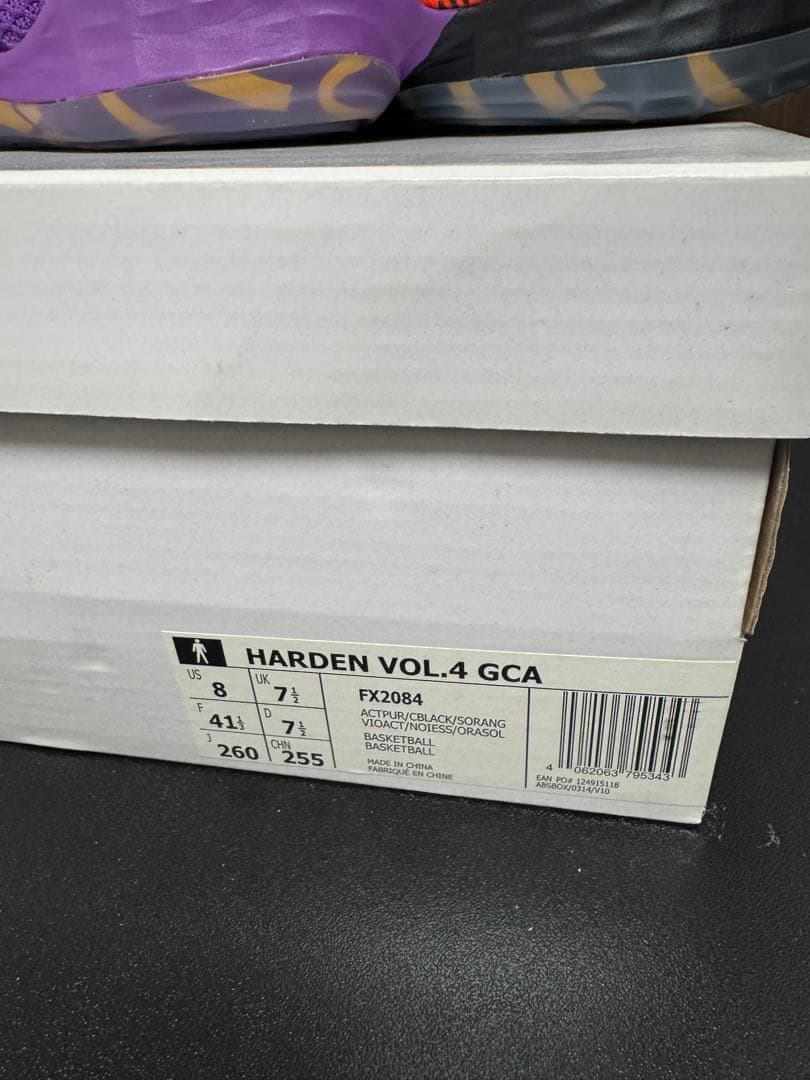 HARDEN VOL.4 GCA
US 8 UK 7½
F 41⅓ D 7½
J 260 CHN 255
FX2084
ACTPUR/CBLACK/SORANG
VIOACT/NOIESS/ORASOL
BASKETBALL
BASKETBALL
MADE IN CHINA
FABRIQUÉ EN CHINE
4 062063 795343
EAN PO# 124915118
ABSBOX/0314/V10